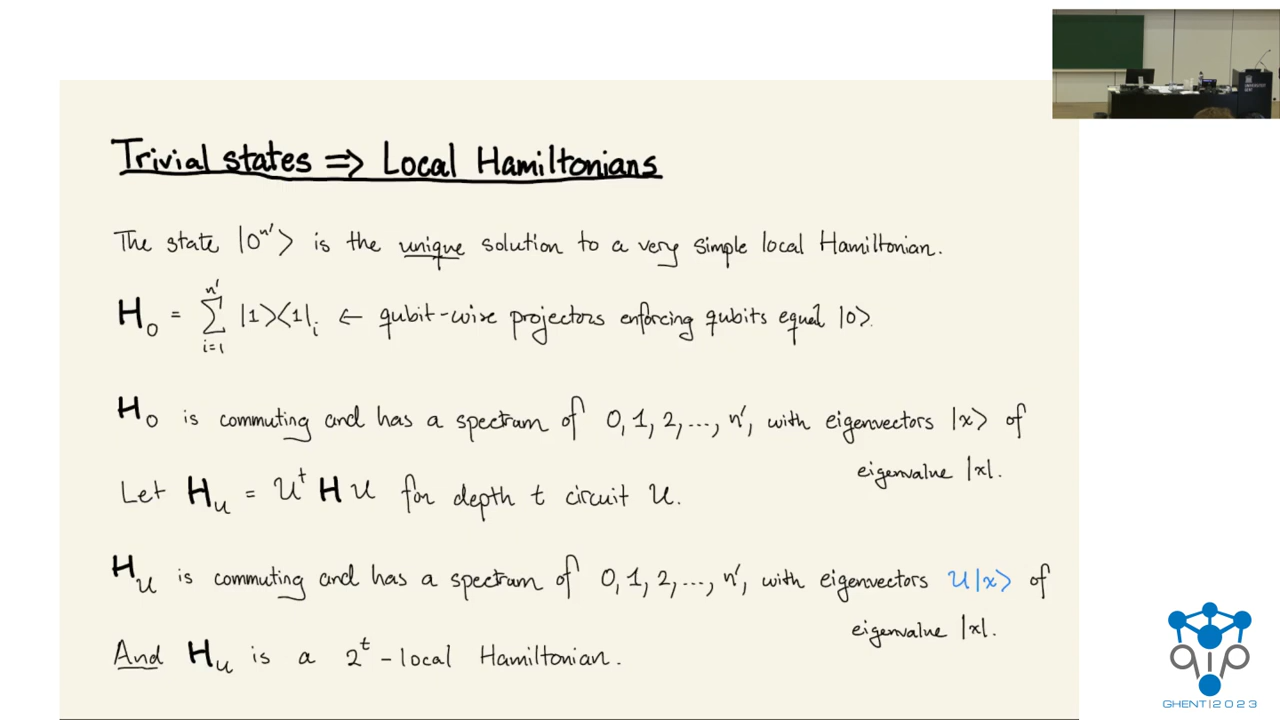 Trivial states ⇒ Local Hamiltonians
The state |0^n'⟩ is the unique solution to a very simple local Hamiltonian.
H_0 = ∑_{i=1}^{n'} |1⟩⟨1|_i ← qubit-wise projectors enforcing qubits equal |0⟩.
H_0 is commuting and has a spectrum of 0, 1, 2, ..., n', with eigenvectors |x⟩ of
eigenvalue |x|.
Let H_U = U^† H U for depth t circuit U.
H_U is commuting and has a spectrum of 0, 1, 2, ..., n', with eigenvectors U|x⟩ of
eigenvalue |x|.
And H_U is a 2^t - local Hamiltonian.
qip
GHENT|2023